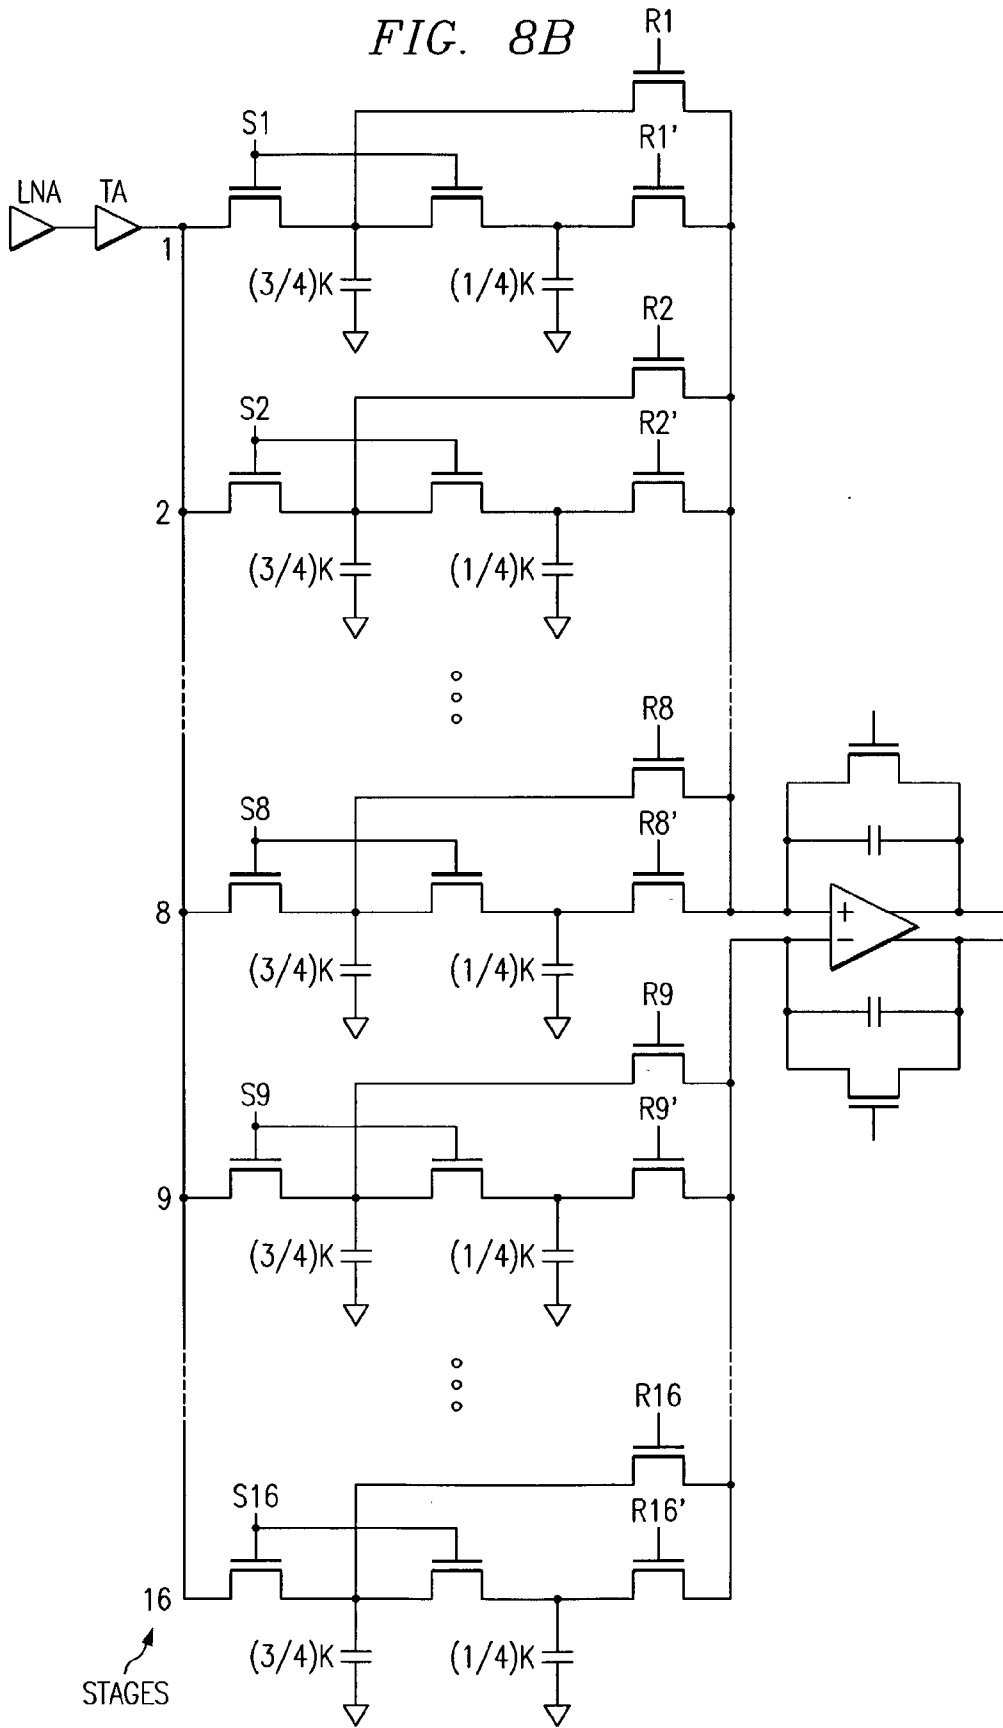 FIG. 8B
R1
S1
R1'
LNA
TA
1
(3/4)K
(1/4)K
R2
S2
R2'
2
(3/4)K
(1/4)K
R8
S8
R8'
8
+
−
(3/4)K
(1/4)K
R9
S9
R9'
9
(3/4)K
(1/4)K
R16
S16
R16'
16
(3/4)K
(1/4)K
STAGES